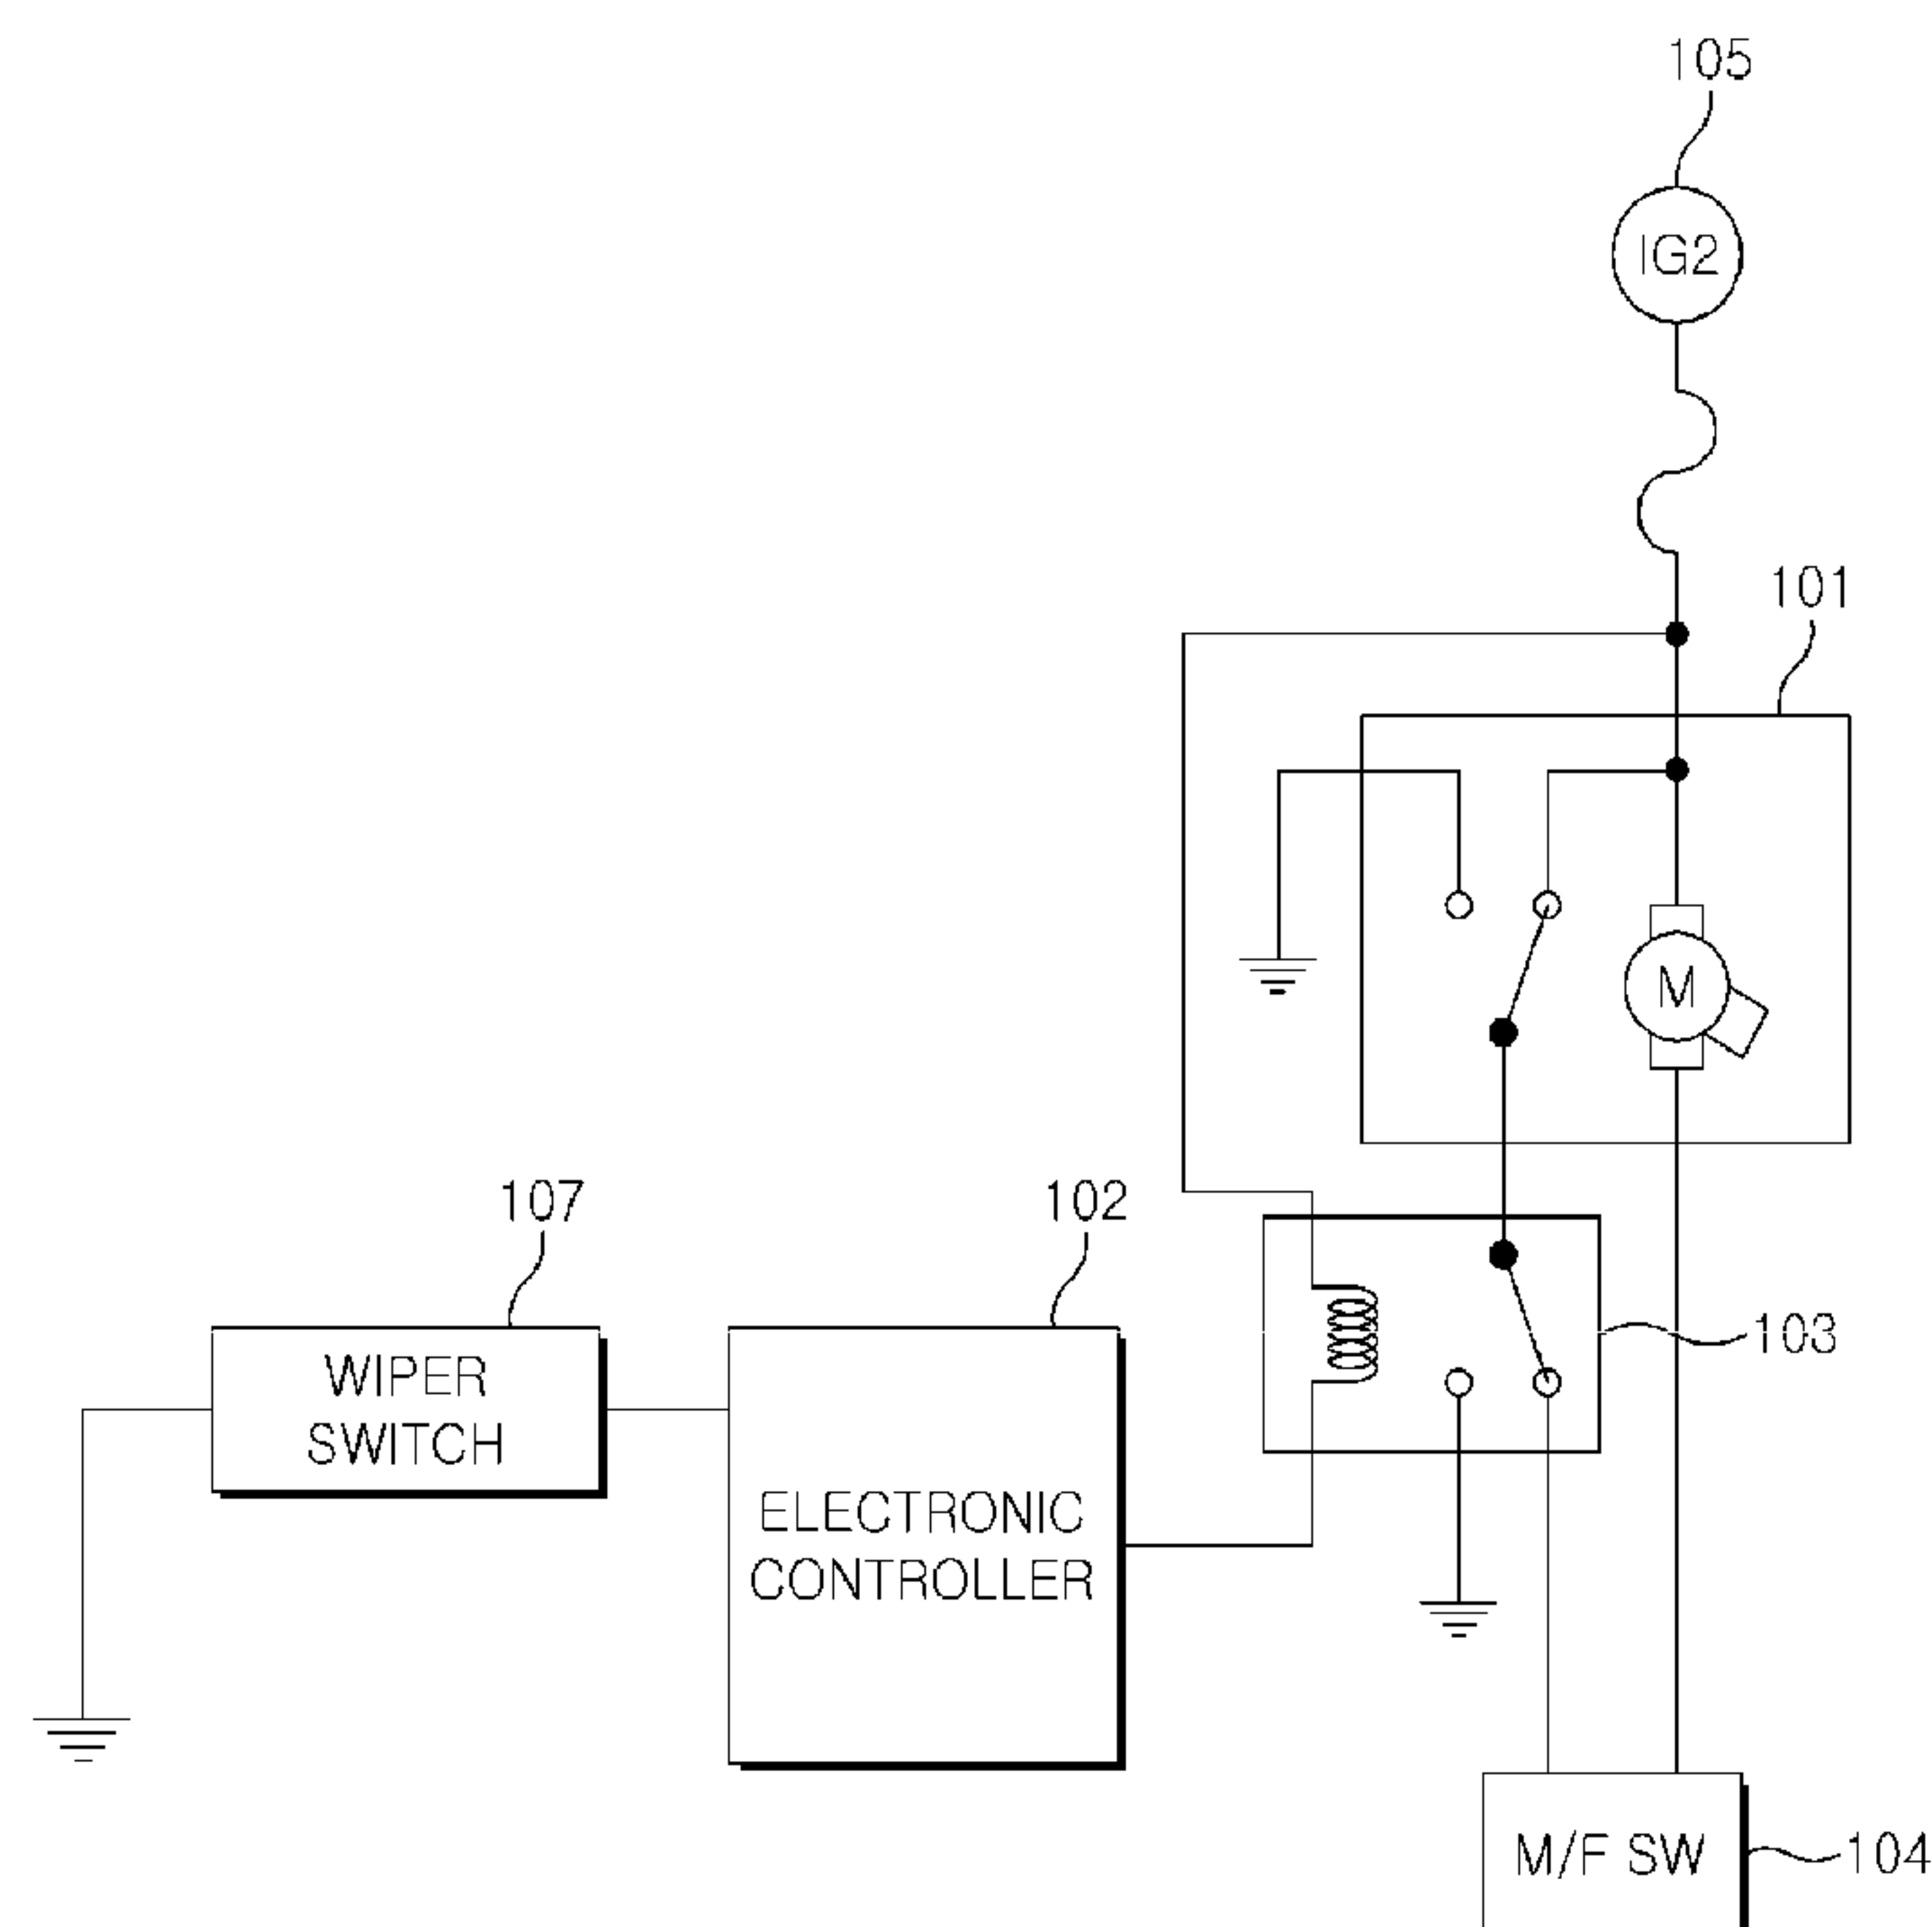 105
IG2
101
M
107
102
103
WIPER
SWITCH
ELECTRONIC
CONTROLLER
M/F SW
104